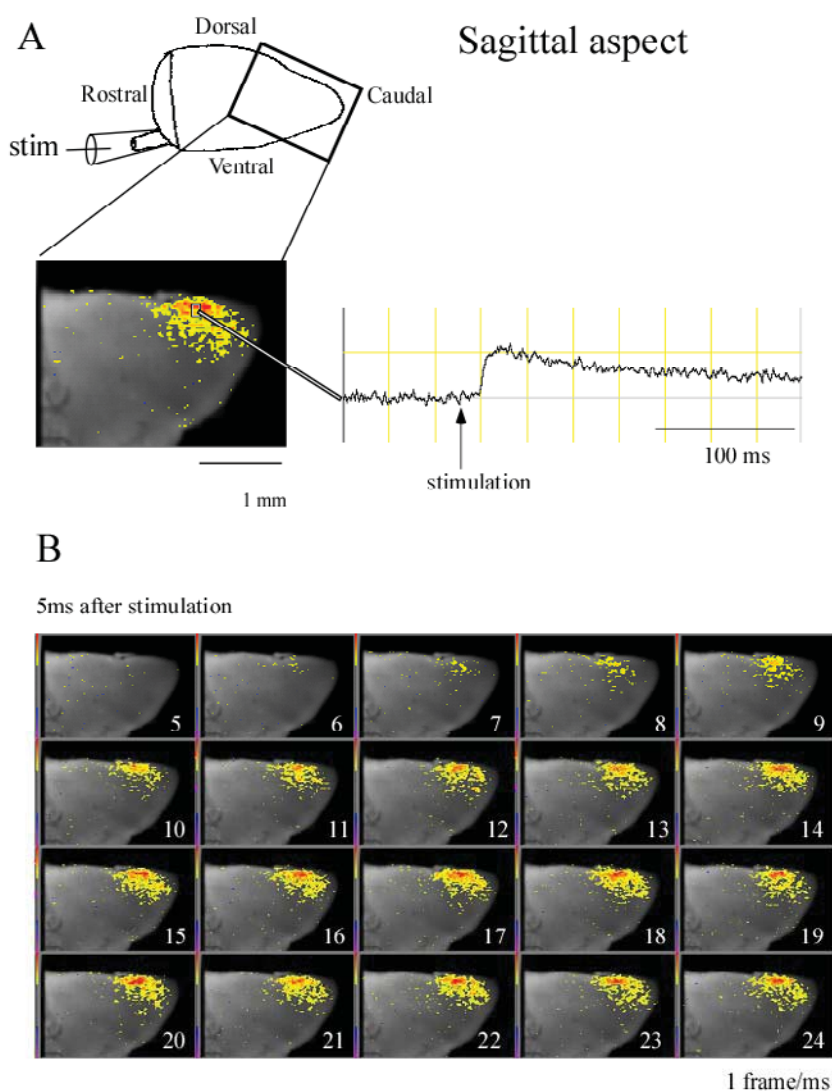 A
Sagittal aspect
Dorsal
Rostral
Caudal
stim
Ventral
stimulation
100 ms
1 mm
B
5ms after stimulation
5 6 7 8 9
10 11 12 13 14
15 16 17 18 19
20 21 22 23 24
1 frame/ms